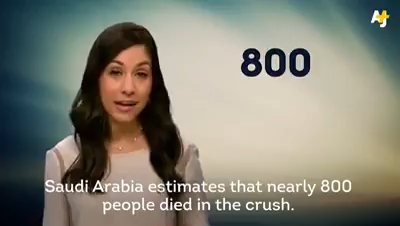 AJ+
800
Saudi Arabia estimates that nearly 800
people died in the crush.